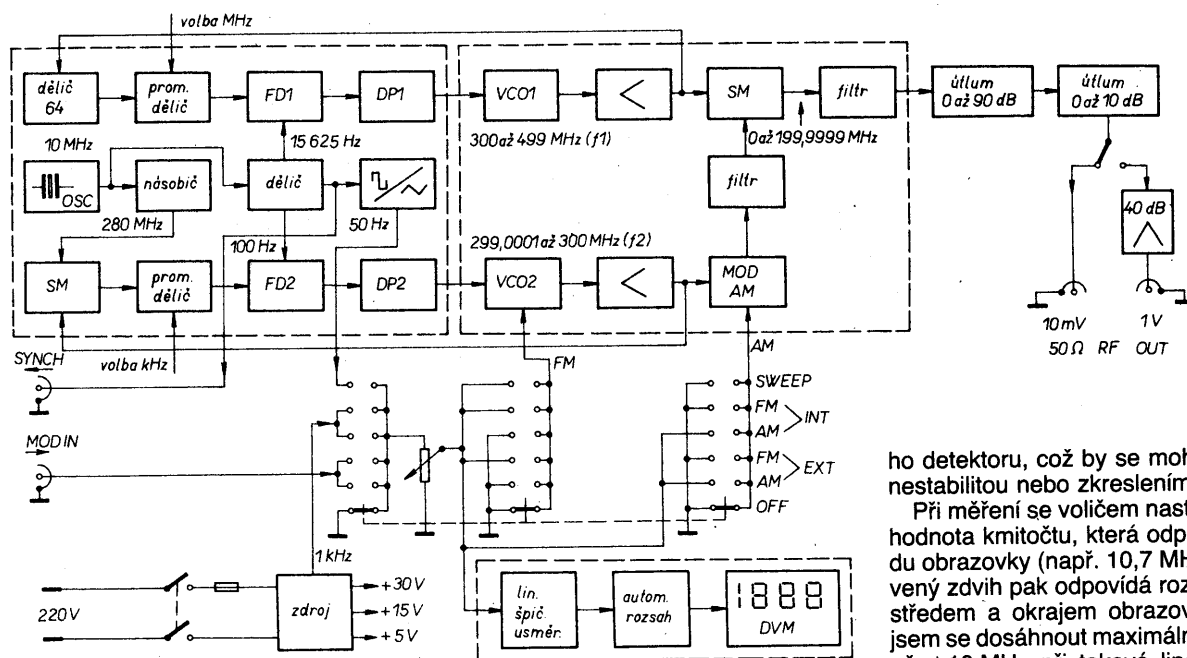 volba MHz
dělič 64
prom. dělič
FD1
DP1
VCO1
<
SM
filtr
útlum 0 až 90 dB
útlum 0 až 10 dB
10 MHz
15 625 Hz
300 až 499 MHz (f1)
0 až 199,9999 MHz
OSC
násobič
dělič
filtr
280 MHz
100 Hz
50 Hz
299,0001 až 300 MHz (f2)
40 dB
SM
prom. dělič
FD2
DP2
VCO2
<
MOD AM
10 mV
1 V
50 Ω RF OUT
SYNCH
volba kHz
FM
AM
SWEEP
FM
INT
AM
MOD IN
FM
EXT
AM
OFF
1 kHz
220 V
zdroj
+30 V
+15 V
+5 V
lin. špič. usměr.
autom. rozsah
1888
DVM
ho detektoru, což by se moh
nestabilitou nebo zkreslením
Při měření se voličem nast
hodnota kmitočtu, která odp
du obrazovky (např. 10,7 MH
vený zdvih pak odpovídá roz
středem a okrajem obrazov
jsem se dosáhnout maximáln